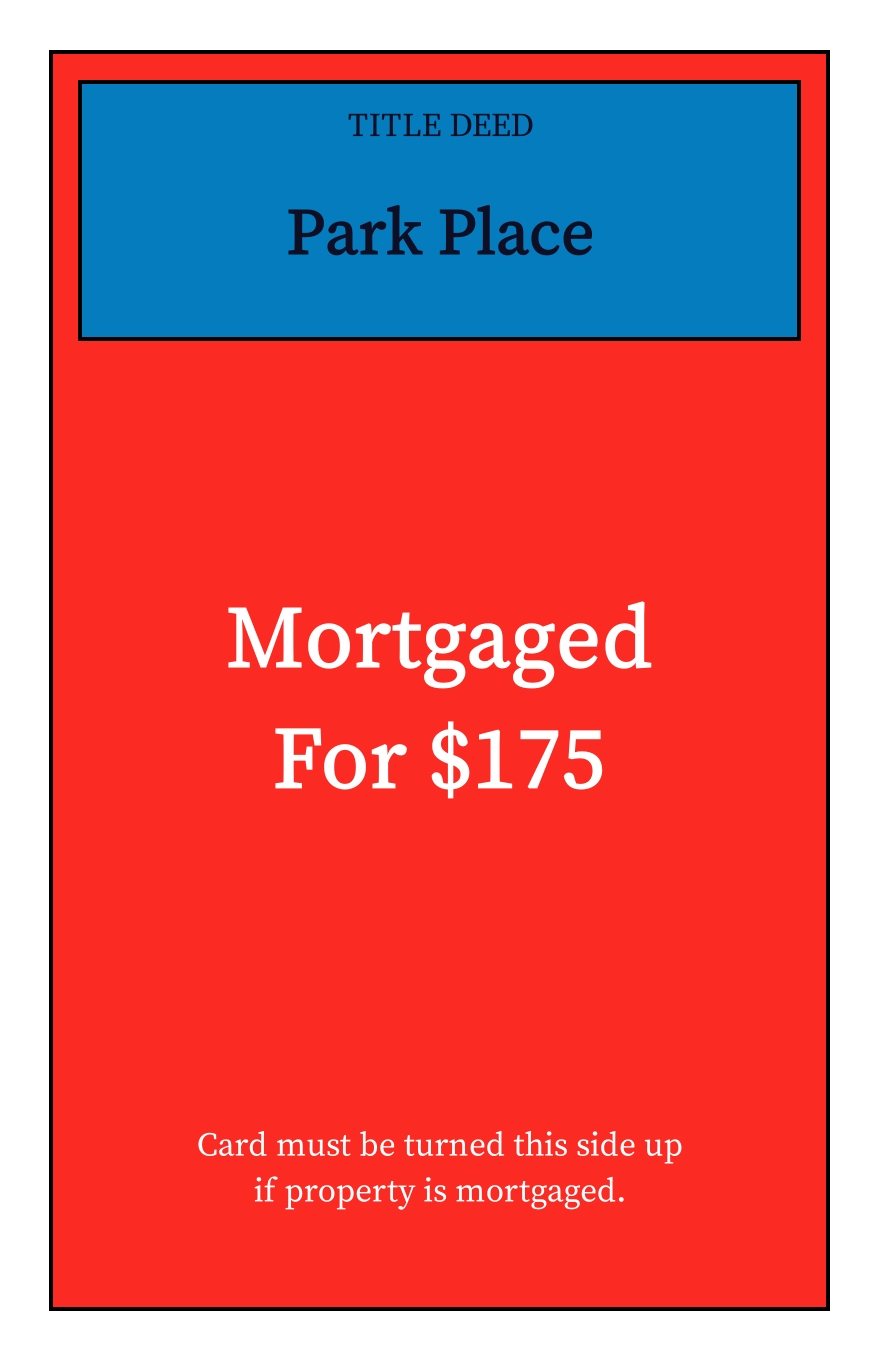 TITLE DEED
Park Place
Mortgaged
For $175
Card must be turned this side up
if property is mortgaged.